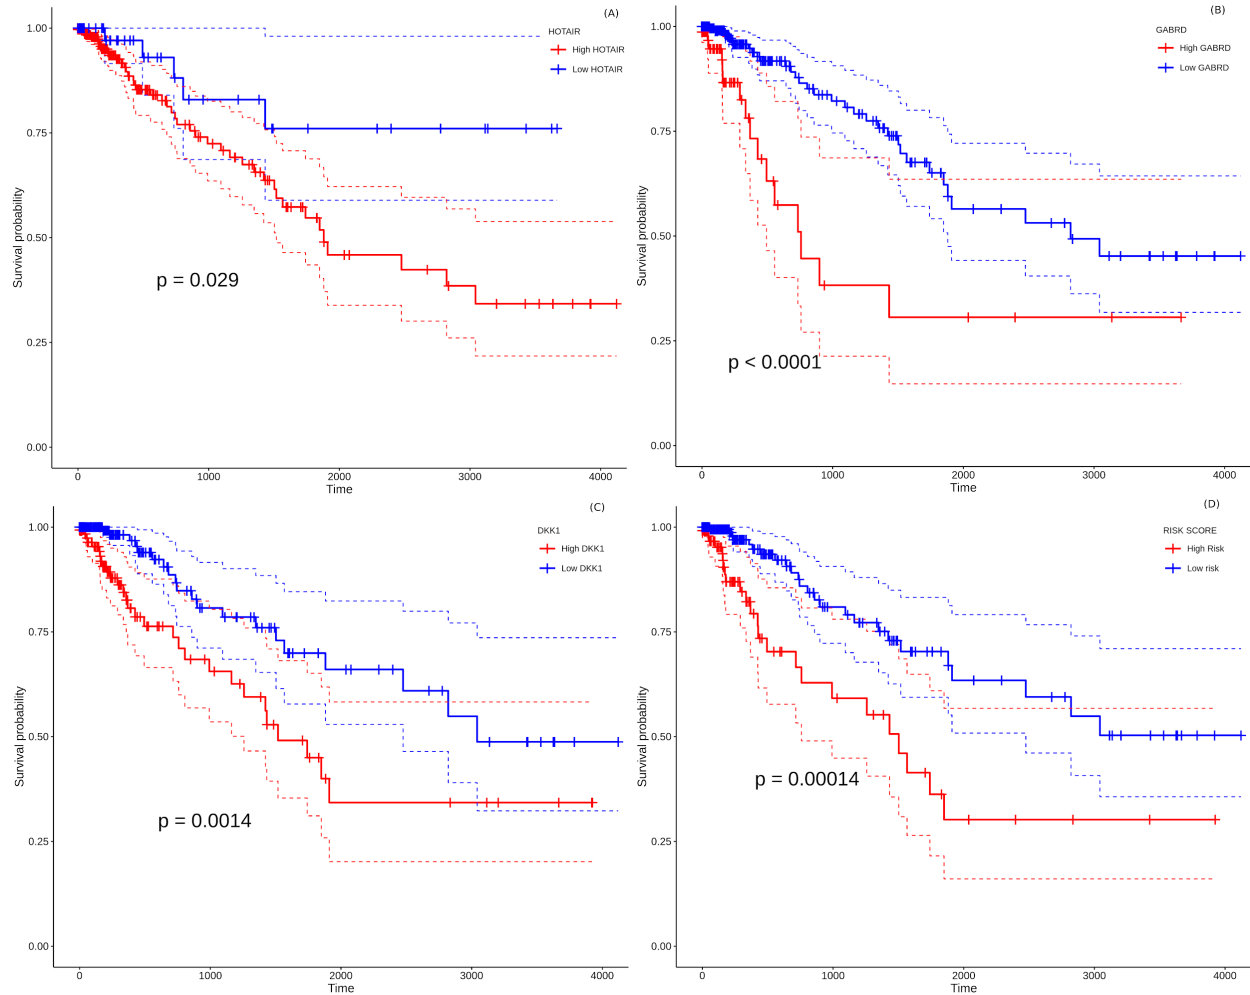 (A)
HOTAIR
High HOTAIR
Low HOTAIR
1.00
0.75
0.50
0.25
0.00
Survival probability
p = 0.029
0 1000 2000 3000 4000
Time
(B)
GABRD
High GABRD
Low GABRD
1.00
0.75
0.50
0.25
0.00
Survival probability
p < 0.0001
0 1000 2000 3000 4000
Time
(C)
DKK1
High DKK1
Low DKK1
1.00
0.75
0.50
0.25
0.00
Survival probability
p = 0.0014
0 1000 2000 3000 4000
Time
(D)
RISK SCORE
High Risk
Low risk
1.00
0.75
0.50
0.25
0.00
Survival probability
p = 0.00014
0 1000 2000 3000 4000
Time